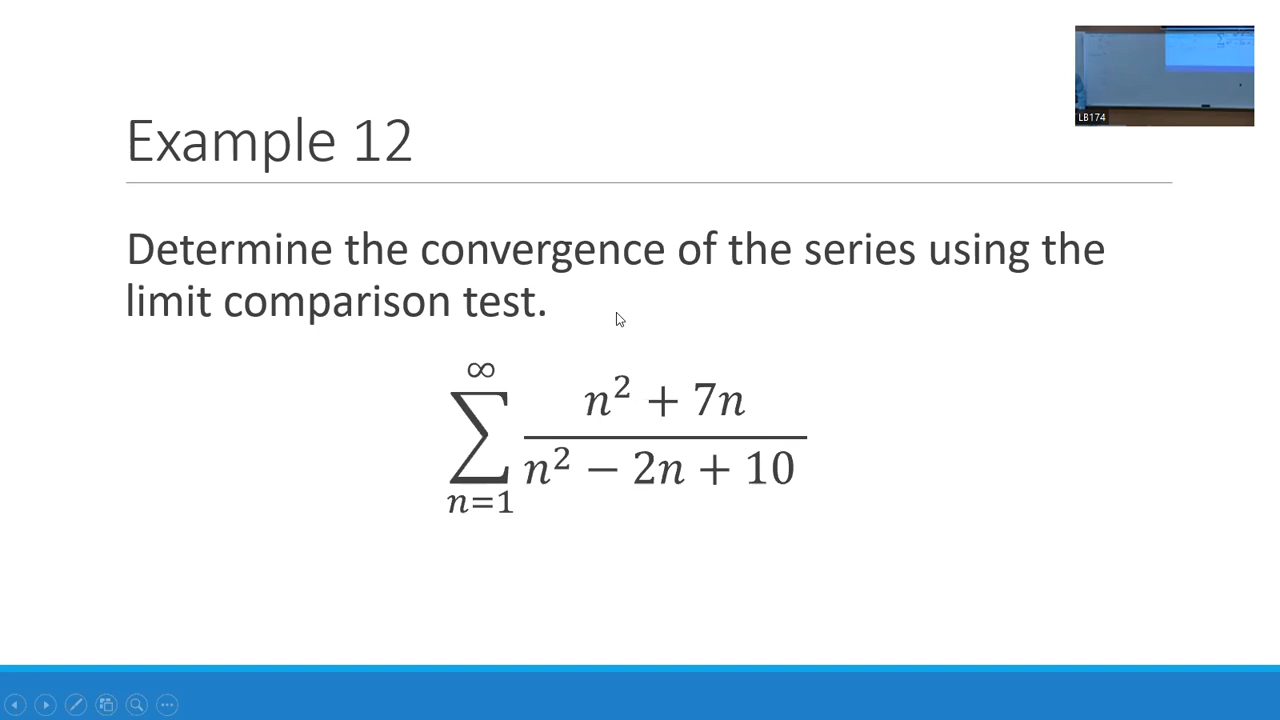 LB174
Example 12
Determine the convergence of the series using the
limit comparison test.
∞
∑ (n² + 7n)/(n² − 2n + 10)
n=1